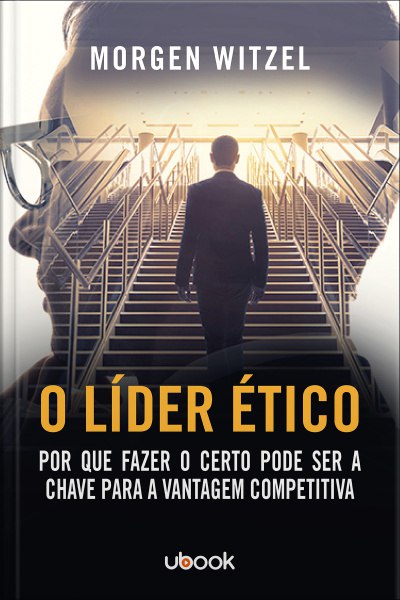 MORGEN WITZEL
O LÍDER ÉTICO
POR QUE FAZER O CERTO PODE SER A
CHAVE PARA A VANTAGEM COMPETITIVA
ubook